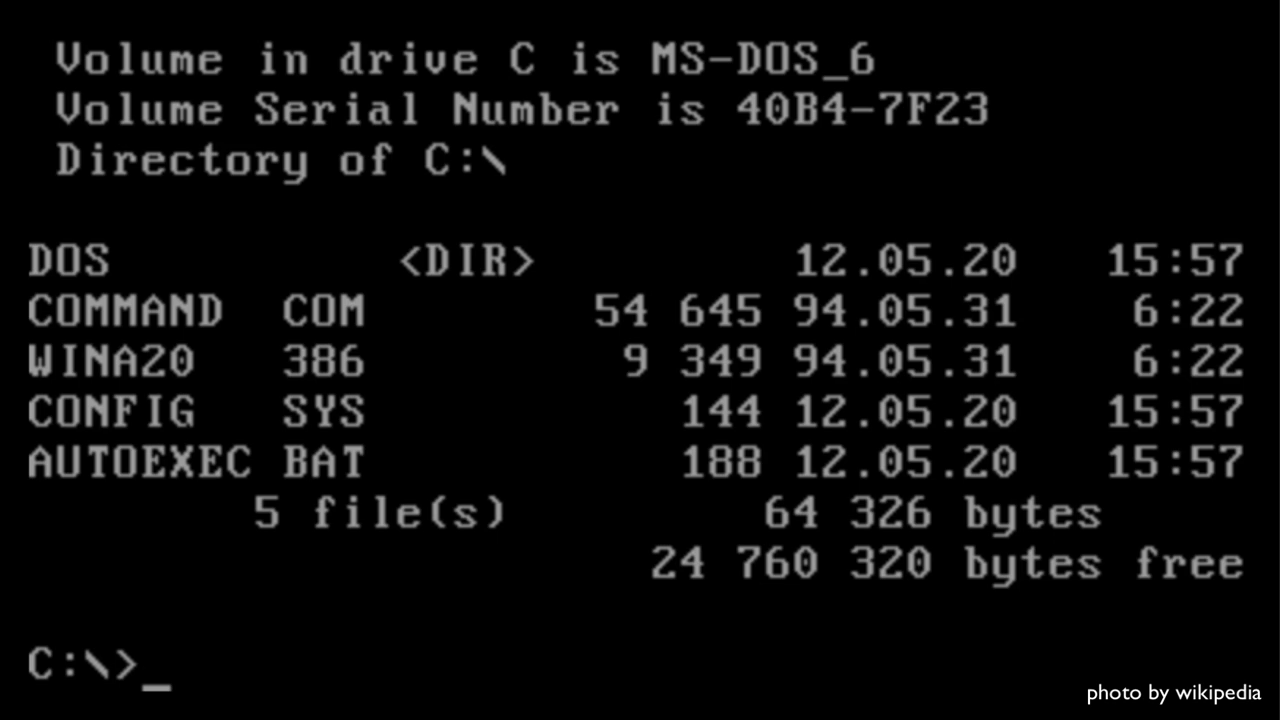 Volume in drive C is MS-DOS_6
Volume Serial Number is 40B4-7F23
Directory of C:\
DOS <DIR> 12.05.20 15:57
COMMAND COM 54 645 94.05.31 6:22
WINA20 386 9 349 94.05.31 6:22
CONFIG SYS 144 12.05.20 15:57
AUTOEXEC BAT 188 12.05.20 15:57
5 file(s) 64 326 bytes
24 760 320 bytes free
C:\>_
photo by wikipedia